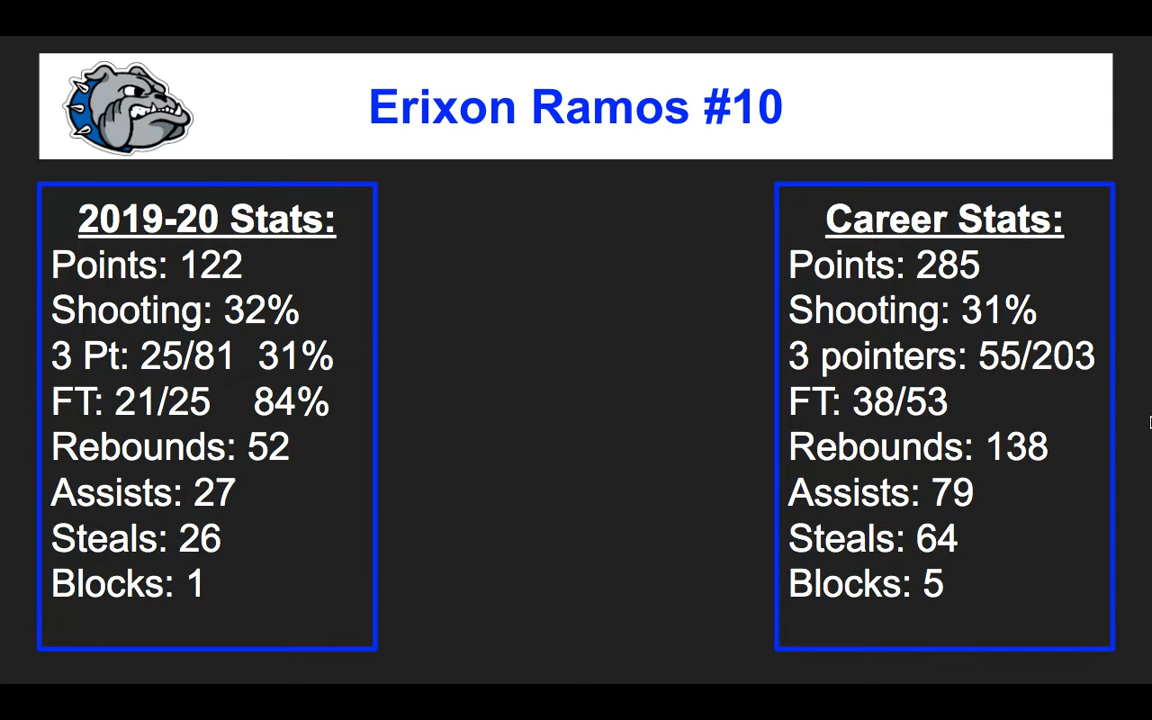 Erixon Ramos #10
2019-20 Stats:
Points: 122
Shooting: 32%
3 Pt: 25/81 31%
FT: 21/25 84%
Rebounds: 52
Assists: 27
Steals: 26
Blocks: 1
Career Stats:
Points: 285
Shooting: 31%
3 pointers: 55/203
FT: 38/53
Rebounds: 138
Assists: 79
Steals: 64
Blocks: 5